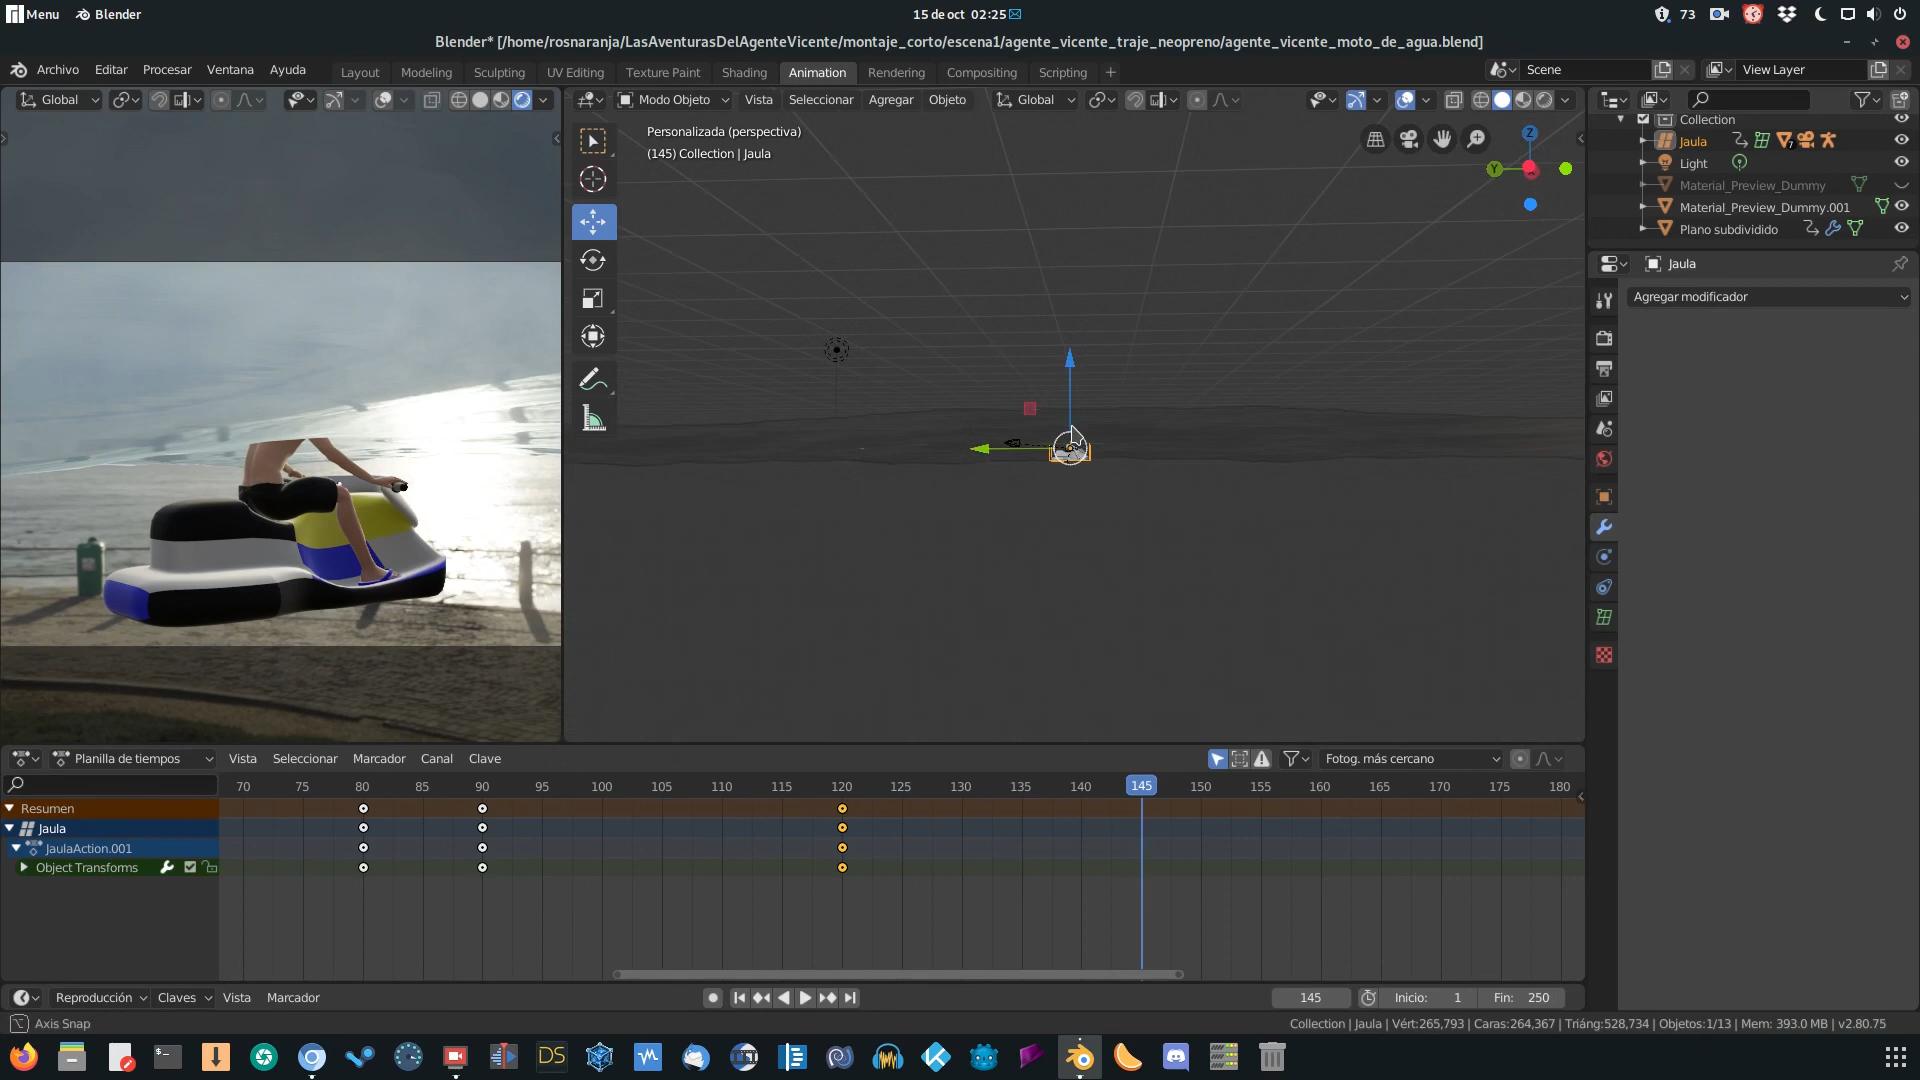 Menu
Blender
15 de oct 02:25
73
Blender* [/home/rosnaranja/LasAventurasDelAgenteVicente/montaje_corto/escena1/agente_vicente_traje_neopreno/agente_vicente_moto_de_agua.blend]
Archivo Editar Procesar Ventana Ayuda
Layout Modeling Sculpting UV Editing Texture Paint Shading Animation Rendering Compositing Scripting +
Scene
View Layer
Global
Modo Objeto Vista Seleccionar Agregar Objeto Global
Personalizada (perspectiva)
(145) Collection | Jaula
Z
Y
Collection
Jaula
7
Light
Material_Preview_Dummy
Material_Preview_Dummy.001
Plano subdividido
Jaula
Agregar modificador
Planilla de tiempos Vista Seleccionar Marcador Canal Clave
Fotog. más cercano
70 75 80 85 90 95 100 105 110 115 120 125 130 135 140 145 150 155 160 165 170 175 180
Resumen
Jaula
JaulaAction.001
Object Transforms
Reproducción Claves Vista Marcador
145
Inicio: 1
Fin: 250
Axis Snap
Collection | Jaula | Vért:265,793 | Caras:264,367 | Triáng:528,734 | Objetos:1/13 | Mem: 393.0 MB | v2.80.75
DS